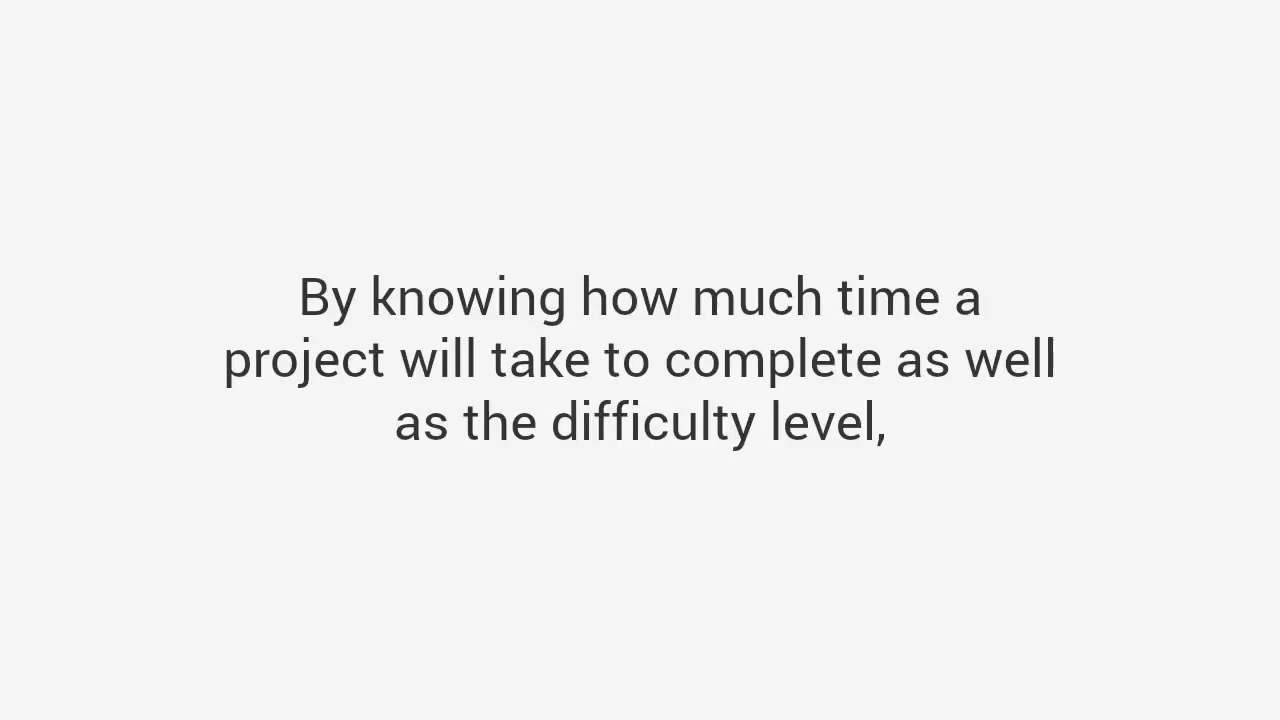 By knowing how much time a
project will take to complete as well
as the difficulty level,